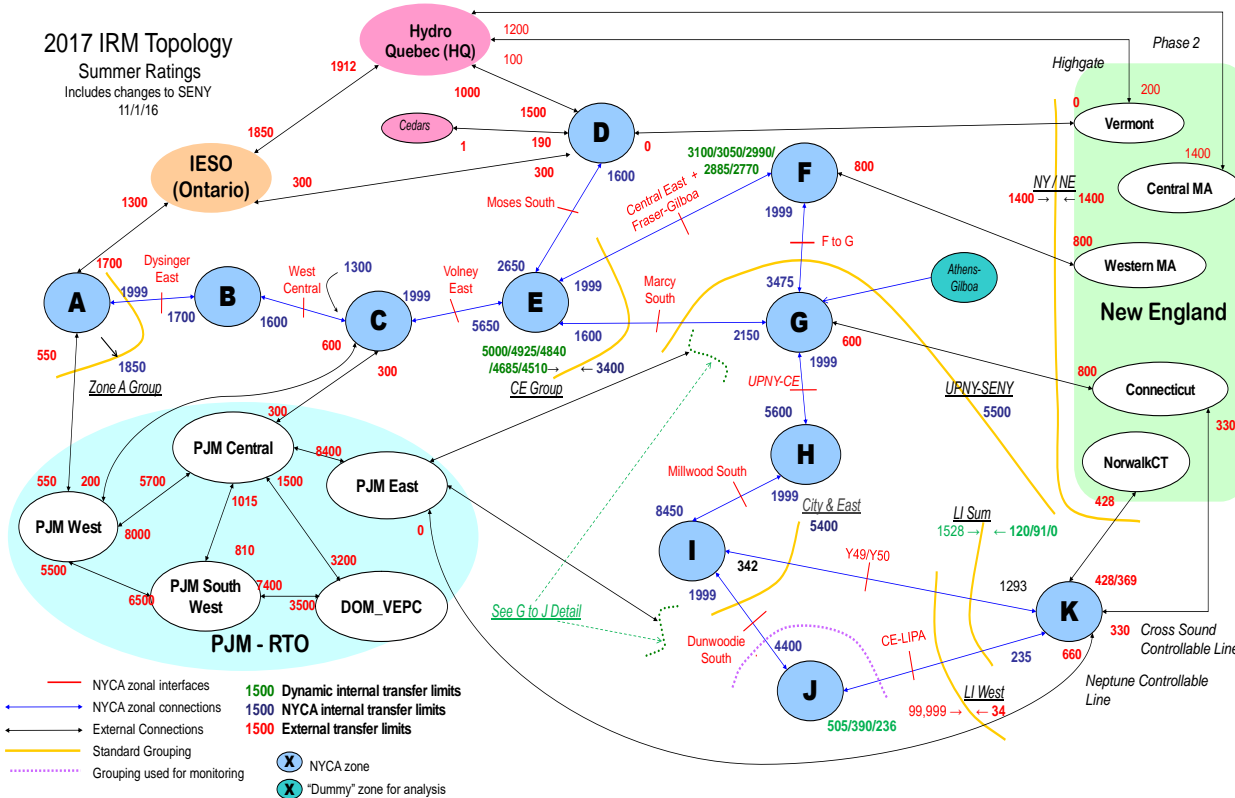 2017 IRM Topology
Summer Ratings
Includes changes to SENY
11/1/16
Hydro
Quebec (HQ)
1200
100
Phase 2
Highgate
1912
1000
1500
Cedars
1
190
300
D
0
1600
0
200
Vermont
1850
IESO
(Ontario)
300
1300
3100/3050/2990/
2885/2770
F
800
1999
1400
Central MA
NY / NE
1400 → ← 1400
Moses South
Central East +
Fraser-Gilboa
F to G
800
Western MA
New England
1700
Dysinger
East
A
1999
B
1700
West
Central
1300
1600
C
1999
600
Volney
East
2650
E
1999
5650
1600
Marcy
South
3475
G
2150
1999
600
Athens-
Gilboa
550
1850
Zone A Group
300
5000/4925/4840
/4685/4510→
← 3400
CE Group
UPNY-CE
UPNY-SENY
5500
800
Connecticut
330
5600
H
1999
NorwalkCT
428
300
PJM Central
8400
1500
PJM East
0
550
200
5700
PJM West
8000
1015
5500
810
6500
PJM South
West
7400
3200
3500
DOM_VEPC
PJM - RTO
Millwood South
8450
I
342
1999
City & East
5400
LI Sum
1528 →
← 120/91/0
Y49/Y50
1293
428/369
K
330
Cross Sound
Controllable Line
660
235
Neptune Controllable
Line
See G to J Detail
Dunwoodie
South
4400
J
505/390/236
CE-LIPA
LI West
99,999 →
← 34
NYCA zonal interfaces
NYCA zonal connections
External Connections
Standard Grouping
Grouping used for monitoring
1500 Dynamic internal transfer limits
1500 NYCA internal transfer limits
1500 External transfer limits
X NYCA zone
X "Dummy" zone for analysis